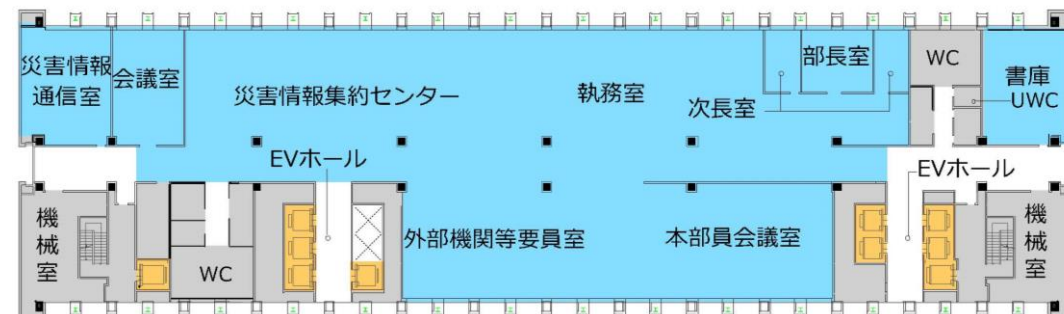 災害情報
通信室
会議室
災害情報集約センター
執務室
部長室
次長室
WC
書庫
UWC
EVホール
EVホール
機
械
室
WC
外部機関等要員室
本部員会議室
機
械
室